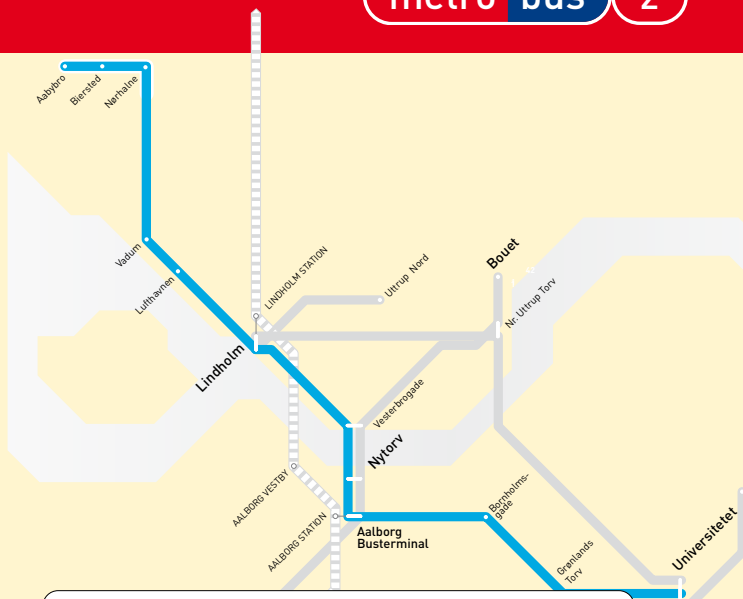 metro bus 2
Aabybro
Biersted
Nørhalne
Vadum
Lufthavnen
LINDHOLM STATION
Uttrup Nord
Bouet
Nr. Uttrup Torv
Lindholm
Vesterbrogade
Nytorv
AALBORG VESTBY
AALBORG STATION
Aalborg
Busterminal
Bornholms-
gade
Grønlands
Torv
Universitetet